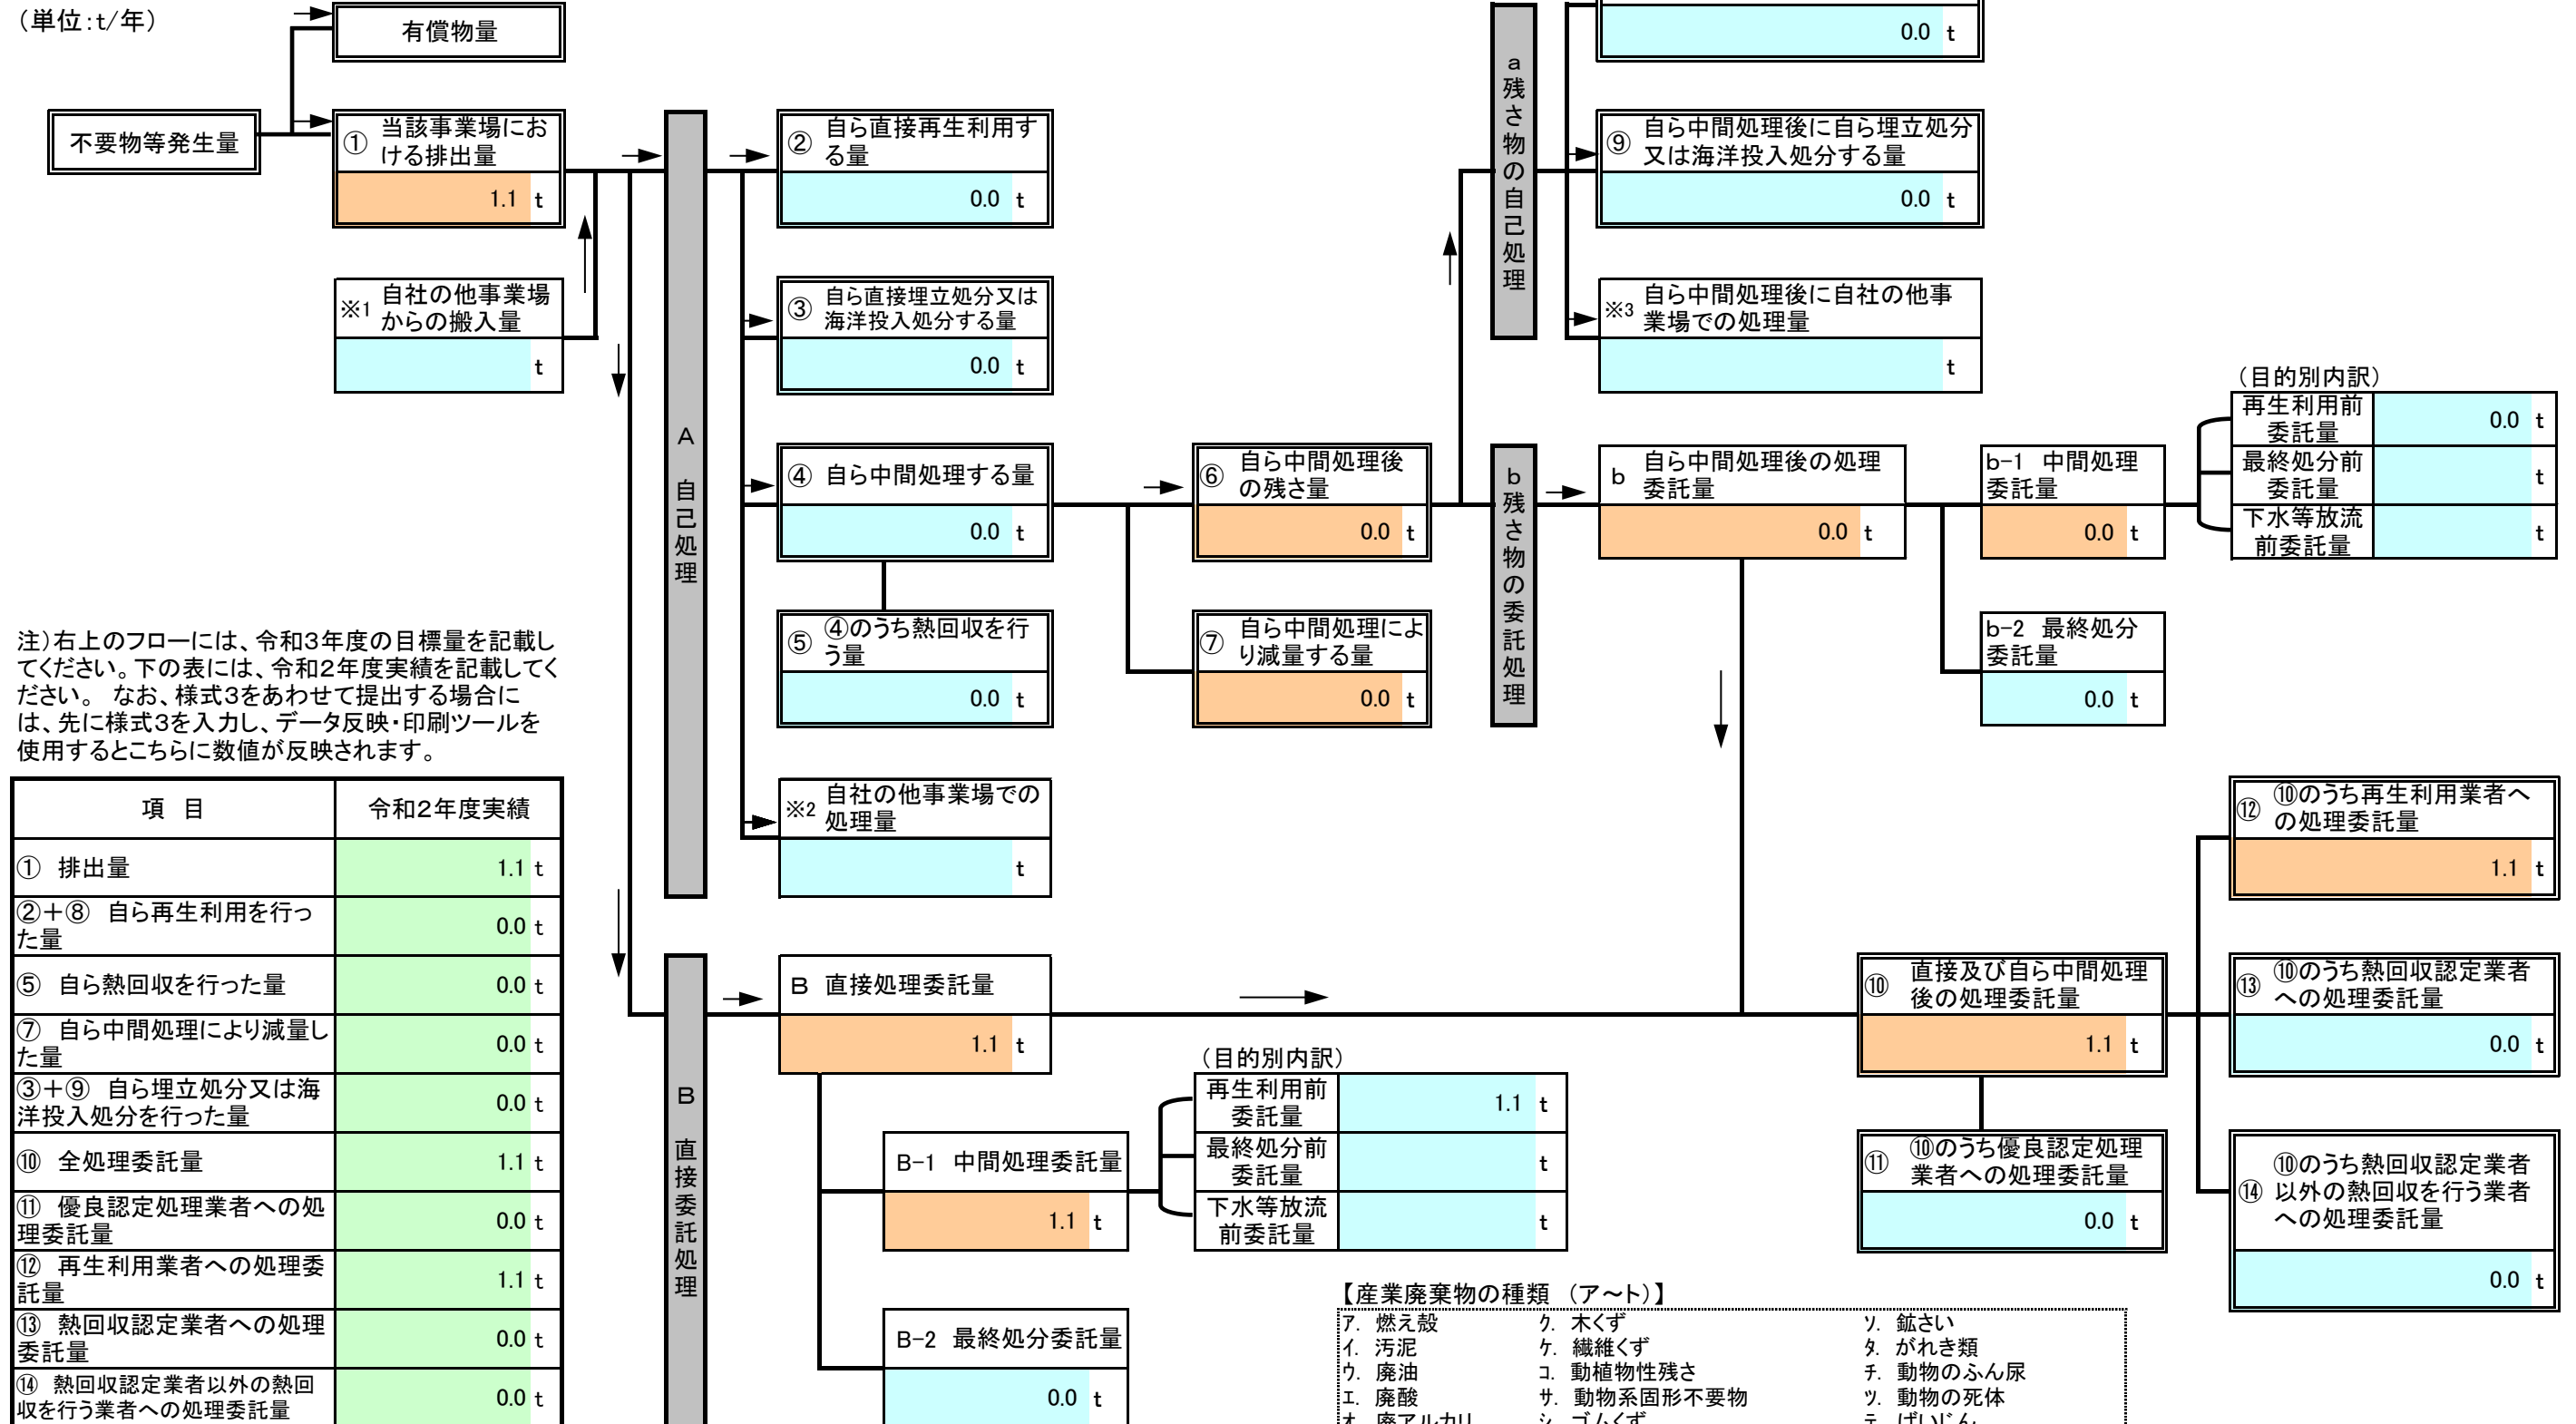 （単位：t/年）
有償物量
不要物等発生量
① 当該事業場にお
ける排出量
1.1 t
※1 自社の他事業場
からの搬入量
t
A 自己処理
② 自ら直接再生利用す
る量
0.0 t
③ 自ら直接埋立処分又は
海洋投入処分する量
0.0 t
④ 自ら中間処理する量
0.0 t
⑤ ④のうち熱回収を行
う量
0.0 t
※2 自社の他事業場での
処理量
t
⑥ 自ら中間処理後
の残さ量
0.0 t
⑦ 自ら中間処理によ
り減量する量
0.0 t
a 残さ物の自己処理
0.0 t
⑨ 自ら中間処理後に自ら埋立処分
又は海洋投入処分する量
0.0 t
※3 自ら中間処理後に自社の他事
業場での処理量
t
b 残さ物の委託処理
b 自ら中間処理後の処理
委託量
0.0 t
b-1 中間処理
委託量
0.0 t
b-2 最終処分
委託量
0.0 t
（目的別内訳）
再生利用前
委託量
0.0 t
最終処分前
委託量
t
下水等放流
前委託量
t
注）右上のフローには、令和３年度の目標量を記載し
てください。下の表には、令和２年度実績を記載してく
ださい。 なお、様式３をあわせて提出する場合に
は、先に様式３を入力し、データ反映・印刷ツールを
使用するとこちらに数値が反映されます。
項 目 令和２年度実績
① 排出量 1.1 t
②＋⑧ 自ら再生利用を行っ
た量 0.0 t
⑤ 自ら熱回収を行った量 0.0 t
⑦ 自ら中間処理により減量し
た量 0.0 t
③＋⑨ 自ら埋立処分又は海
洋投入処分を行った量 0.0 t
⑩ 全処理委託量 1.1 t
⑪ 優良認定処理業者への処
理委託量 0.0 t
⑫ 再生利用業者への処理委
託量 1.1 t
⑬ 熱回収認定業者への処理
委託量 0.0 t
⑭ 熱回収認定業者以外の熱回
収を行う業者への処理委託量 0.0 t
B 直接委託処理
B 直接処理委託量
1.1 t
B-1 中間処理委託量
1.1 t
B-2 最終処分委託量
0.0 t
（目的別内訳）
再生利用前
委託量
1.1 t
最終処分前
委託量
t
下水等放流
前委託量
t
⑩ 直接及び自ら中間処理
後の処理委託量
1.1 t
⑪ ⑩のうち優良認定処理
業者への処理委託量
0.0 t
⑫ ⑩のうち再生利用業者へ
の処理委託量
1.1 t
⑬ ⑩のうち熱回収認定業者
への処理委託量
0.0 t
⑭ ⑩のうち熱回収認定業者
以外の熱回収を行う業者
への処理委託量
0.0 t
【産業廃棄物の種類 （ア～ト）】
ｱ. 燃え殻 ｸ. 木くず ｿ. 鉱さい
ｲ. 汚泥 ｹ. 繊維くず ﾀ. がれき類
ｳ. 廃油 ｺ. 動植物性残さ ﾁ. 動物のふん尿
ｴ. 廃酸 ｻ. 動物系固形不要物 ﾂ. 動物の死体
ｵ. 廃アルカリ ｼ. ゴムくず ﾃ. ばいじん